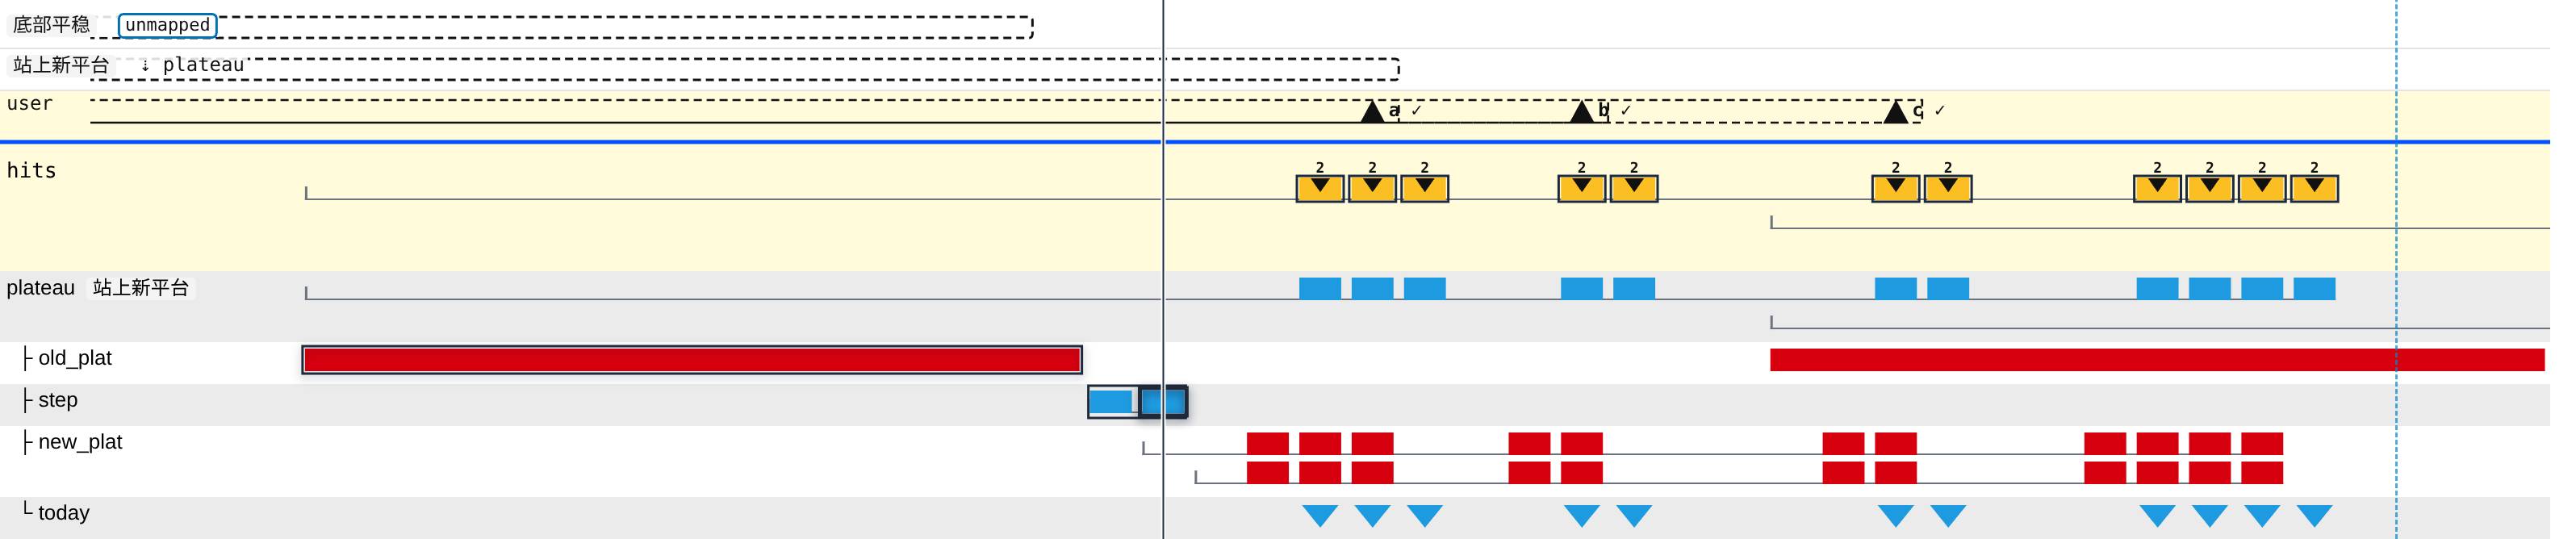 底部平稳 unmapped
站上新平台 ⇣ plateau
user a ✓ b ✓ c ✓
hits 2 2 2 2 2 2 2 2 2 2 2
plateau 站上新平台
├ old_plat
├ step
├ new_plat
└ today